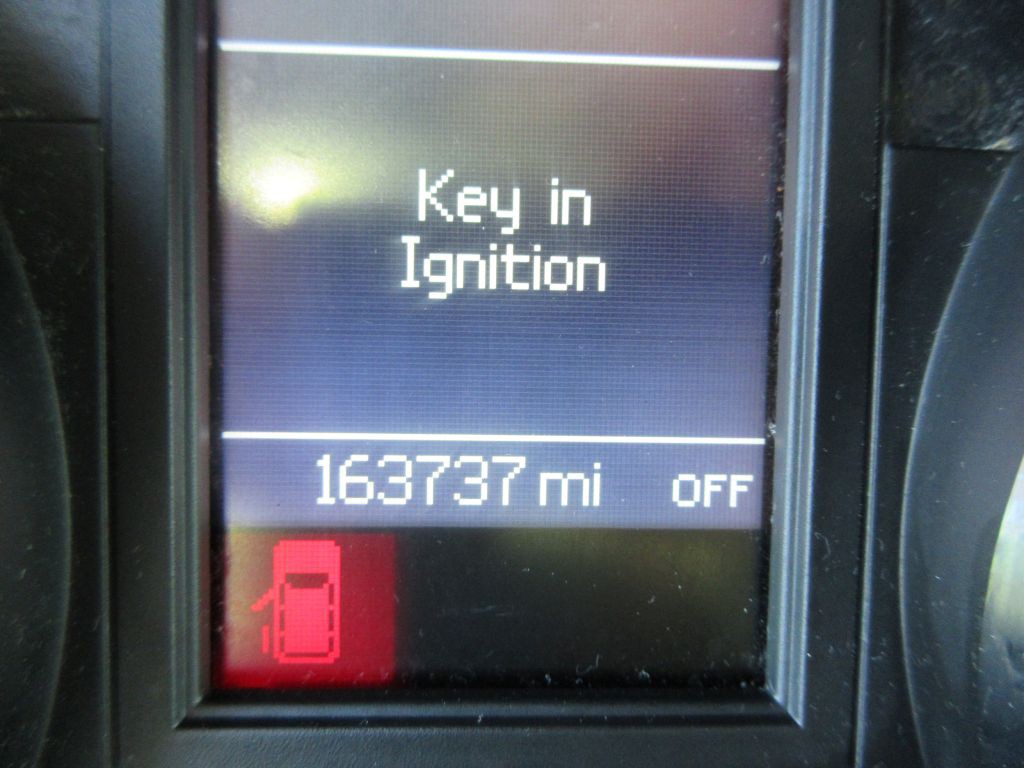 Key in
Ignition
163737 mi OFF